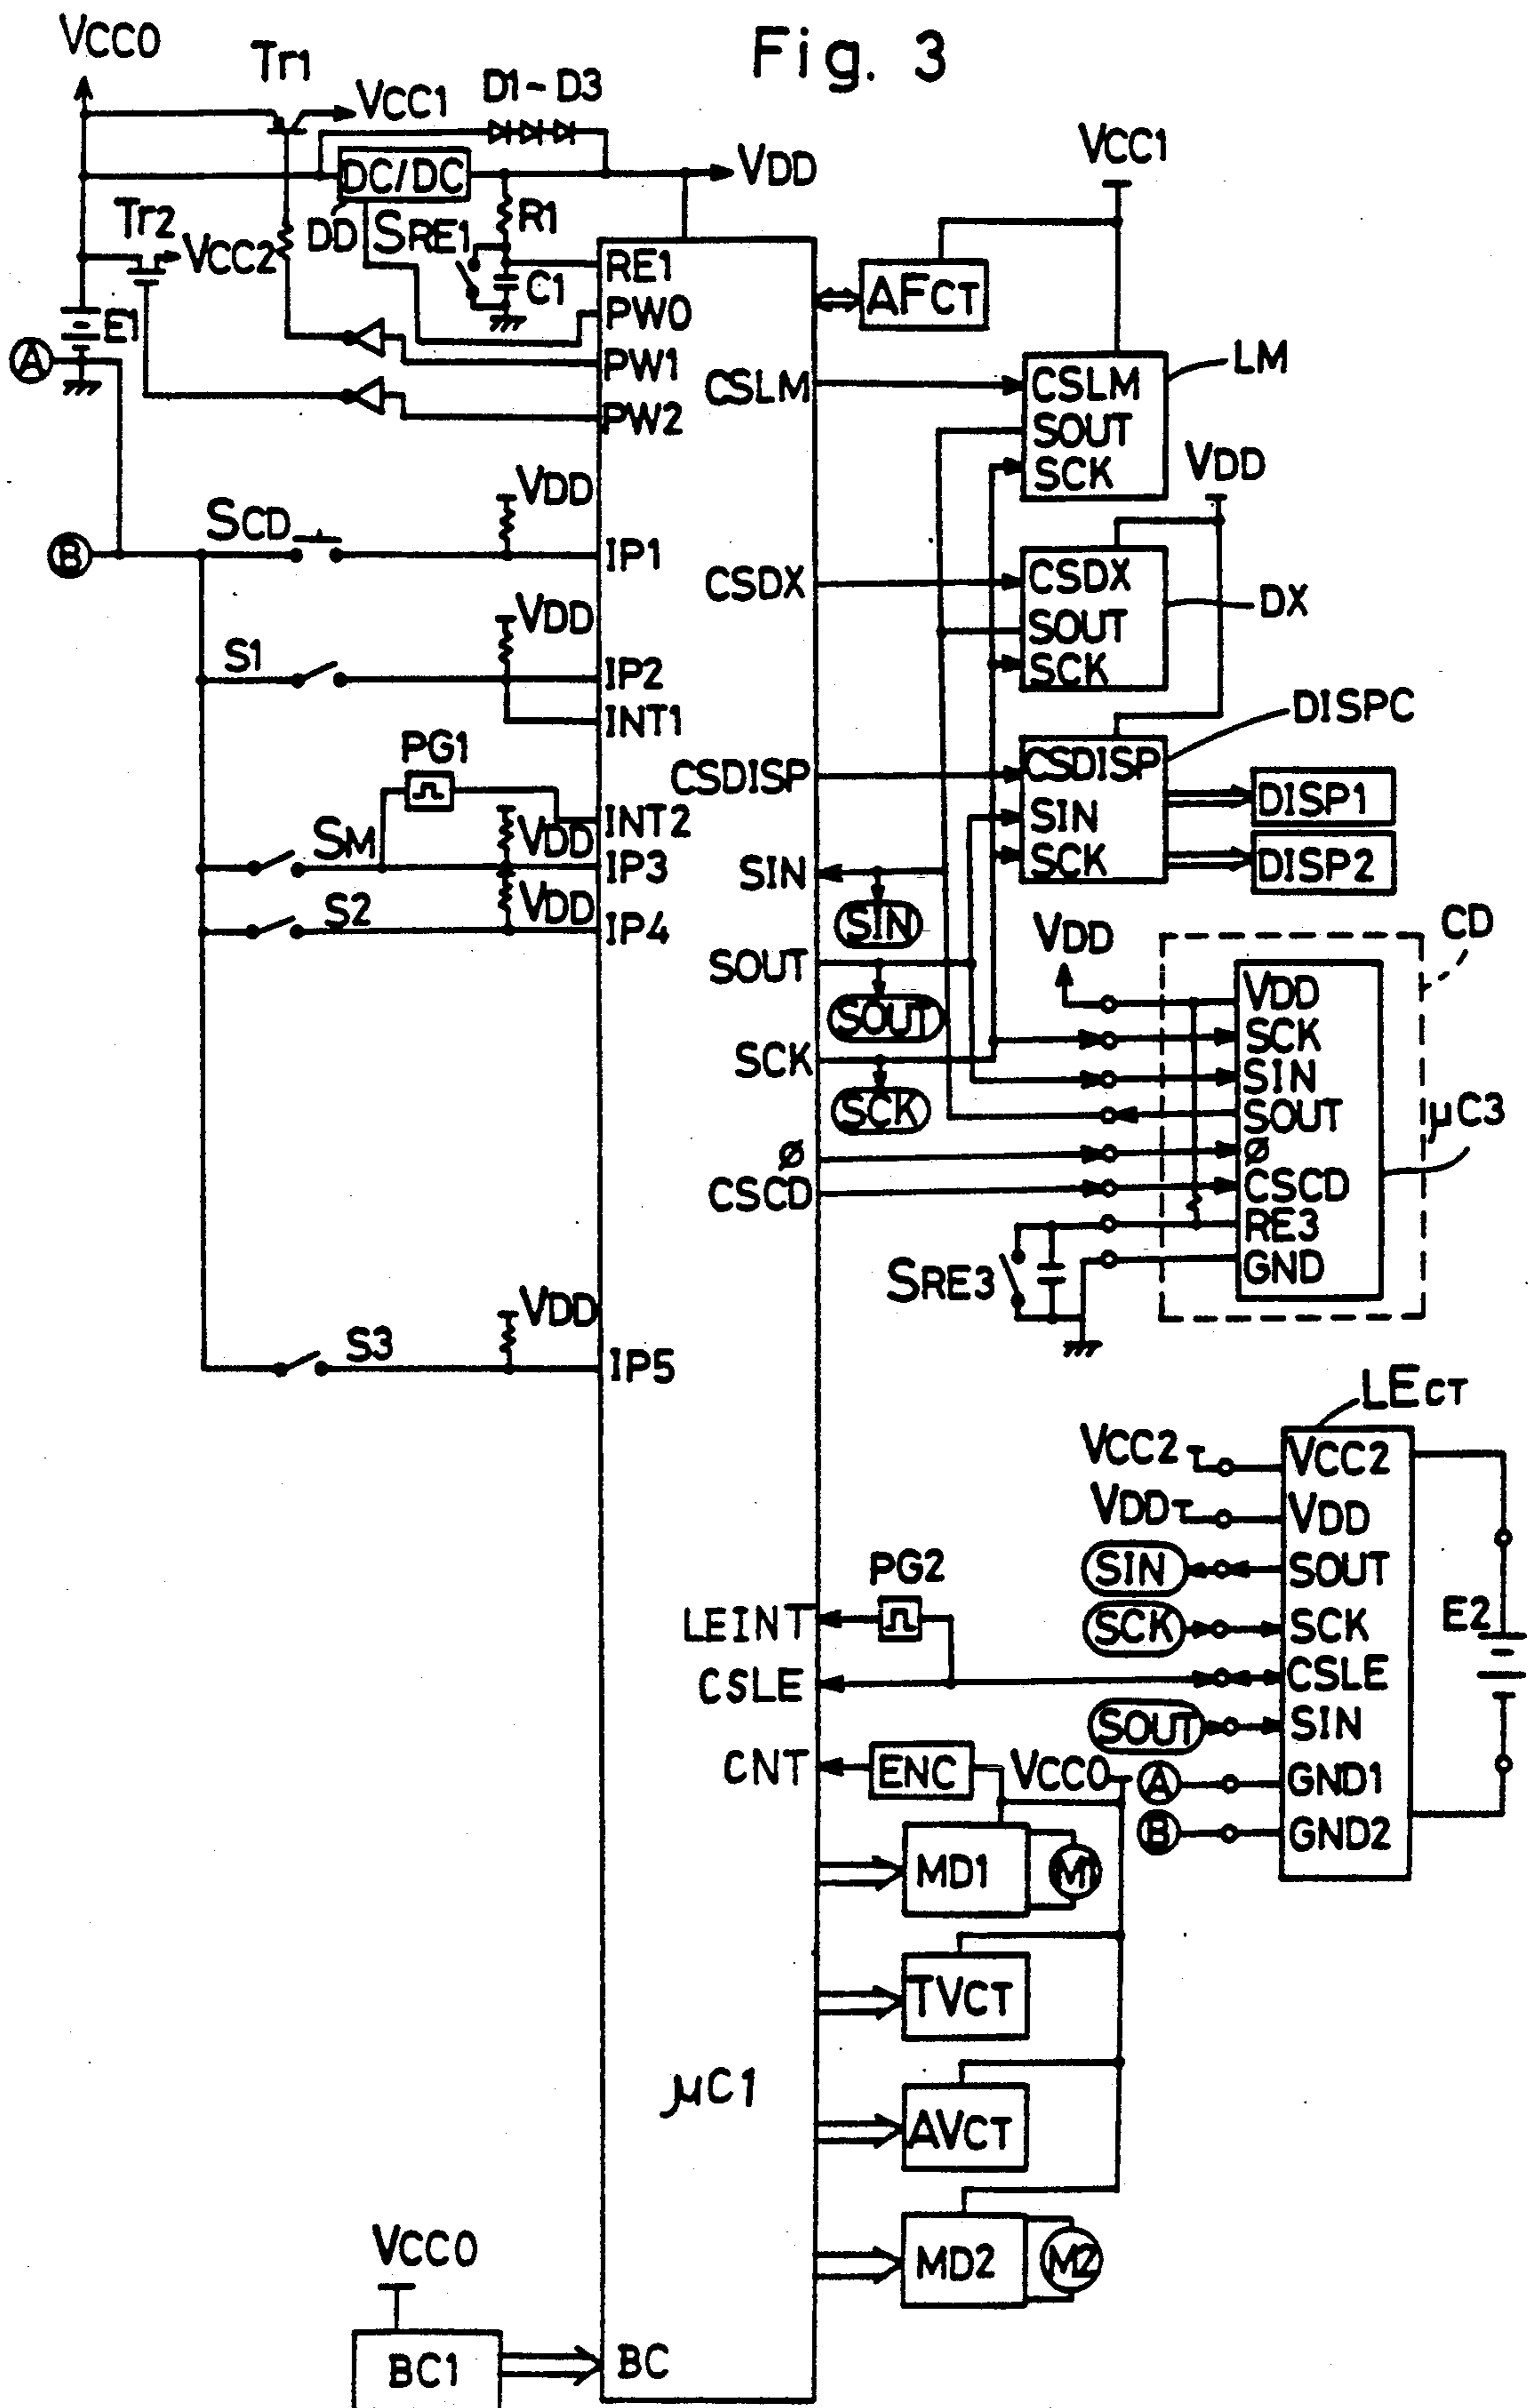 Fig. 3
VCC0
Tr1
VCC1
D1-D3
VDD
DC/DC
DD
SRE1
R1
C1
Tr2
VCC2
E1
A
RE1
PW0
PW1
PW2
VCC1
AFCT
CSLM
CSLM
SOUT
SCK
LM
VDD
B
SCD
VDD
IP1
CSDX
CSDX
SOUT
SCK
DX
S1
VDD
IP2
INT1
PG1
INT2
CSDISP
CSDISP
SIN
SCK
DISPC
DISP1
DISP2
SM
VDD
IP3
S2
VDD
IP4
SIN
SIN
SOUT
SOUT
SCK
SCK
Ø
CSCD
VDD
CD
VDD
SCK
SIN
SOUT
Ø
CSCD
RE3
GND
µC3
SRE3
S3
VDD
IP5
LECT
VCC2
VCC2
VDD
VDD
SIN
SOUT
SCK
SCK
CSLE
SOUT
SIN
A
GND1
B
GND2
E2
PG2
LEINT
CSLE
CNT
ENC
VCC0
MD1
M1
TVCT
µC1
AVCT
MD2
M2
VCC0
BC1
BC